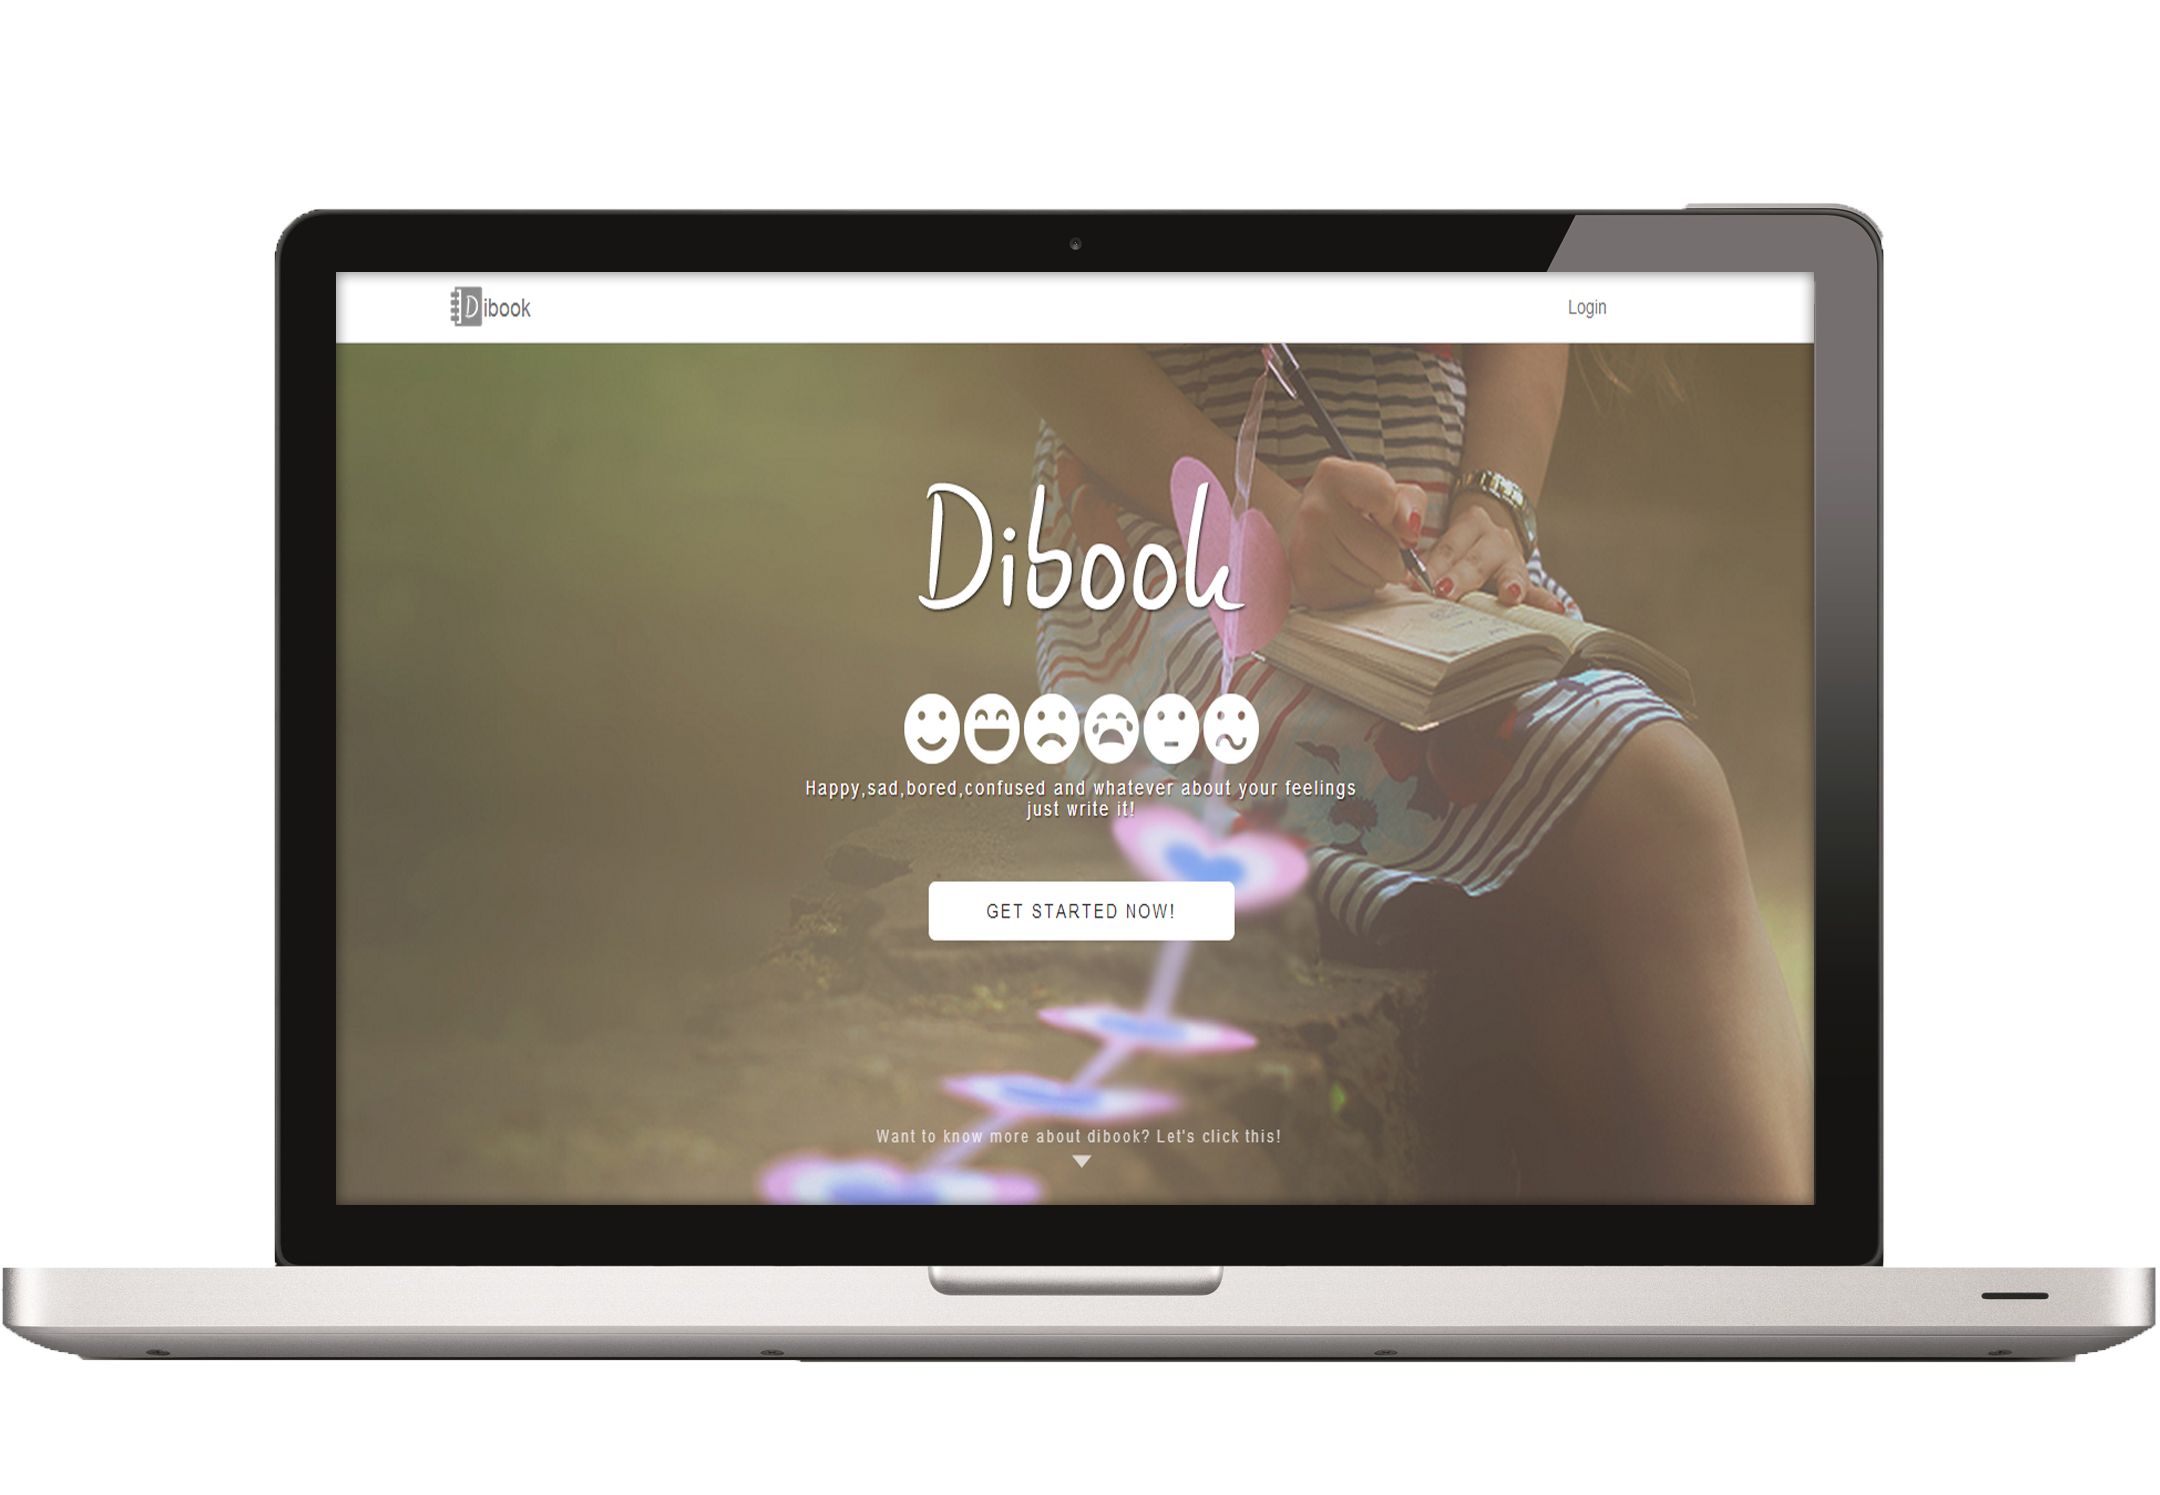 Dibook
Login
Dibook
Happy,sad,bored,confused and whatever about your feelings
just write it!
GET STARTED NOW!
Want to know more about dibook? Let's click this!